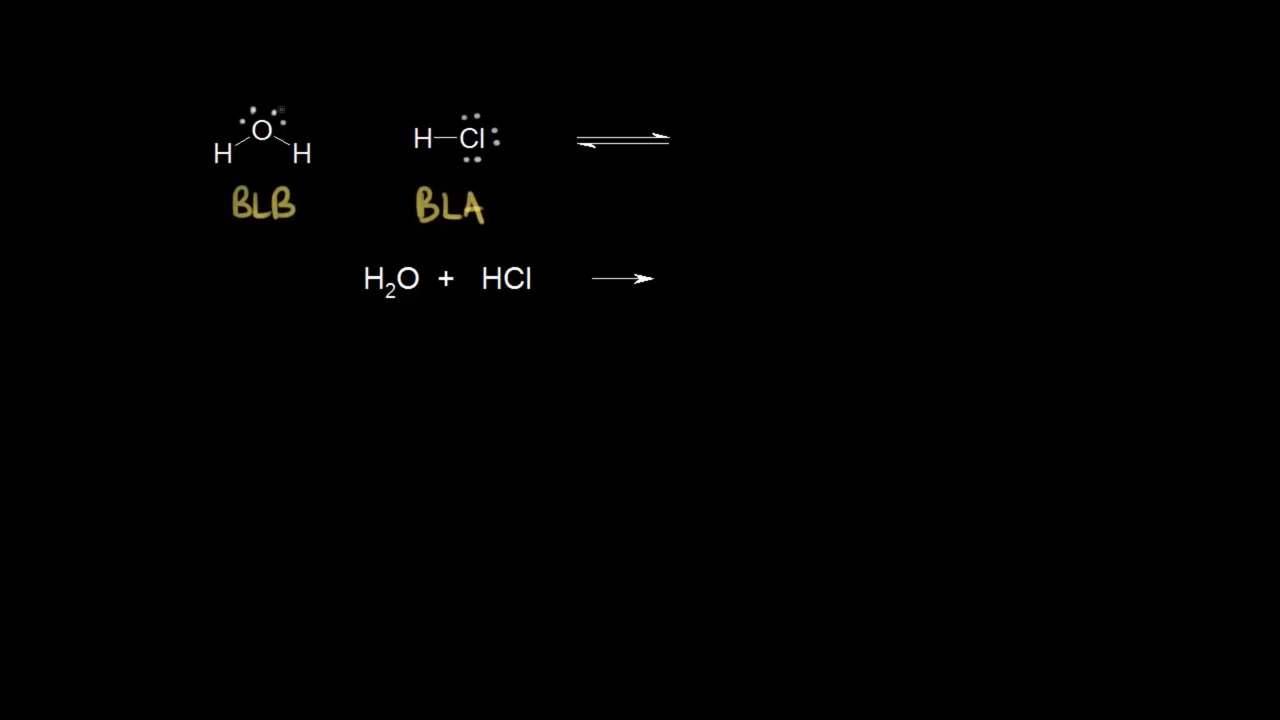 H O H H–Cl ⇌
BLB BLA
H₂O + HCl →